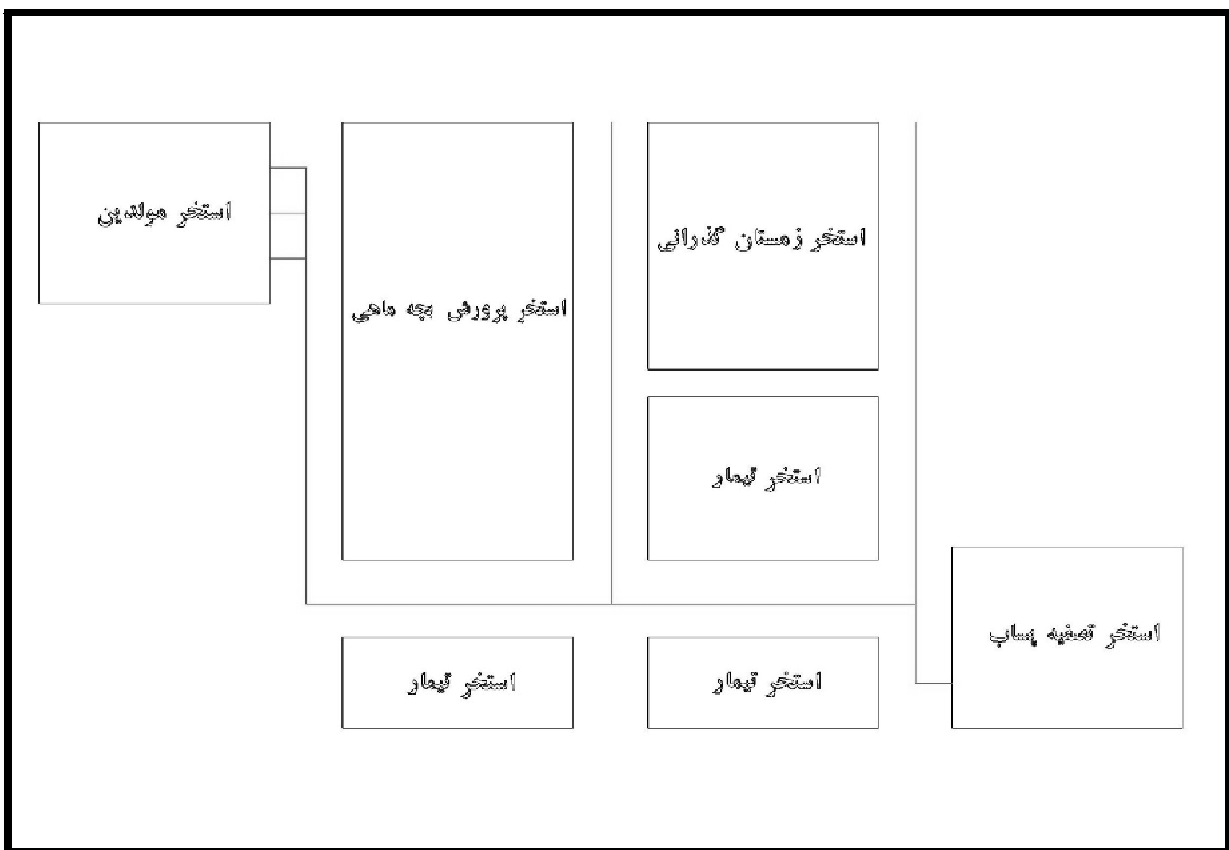 استخر مولدین
استخر زمستان گذرانی
استخر پرورش بچه ماهی
استخر تیمار
استخر تصفیه پساب
استخر تیمار
استخر تیمار